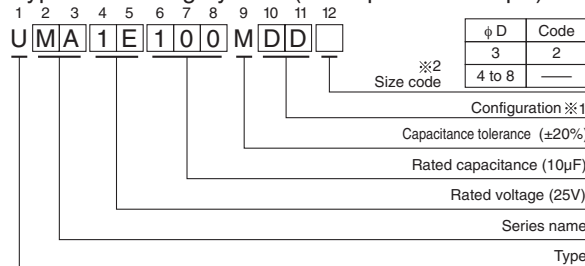 1 2 3 4 5 6 7 8 9 10 11 12
U M A 1 E 1 0 0 M D D
φ D Code
3 2
4 to 8 ——
※2
Size code
Configuration ※1
Capacitance tolerance (±20%)
Rated capacitance (10µF)
Rated voltage (25V)
Series name
Type